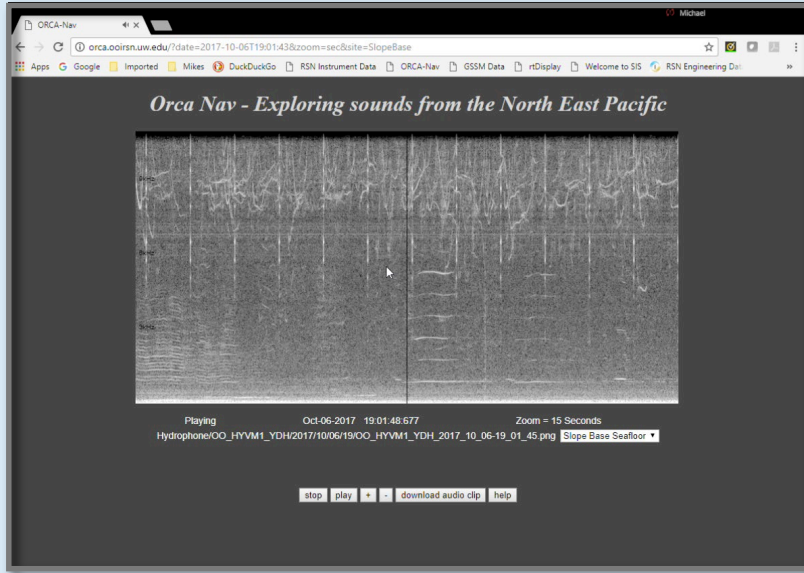 Michael
ORCA-Nav
orca.ooirsn.uw.edu/?date=2017-10-06T19:01:43&zoom=sec&site=SlopeBase
Apps Google Imported Mikes DuckDuckGo RSN Instrument Data ORCA-Nav GSSM Data rtDisplay Welcome to SIS RSN Engineering Dat
Orca Nav - Exploring sounds from the North East Pacific
Playing Oct-06-2017 19:01:48:677 Zoom = 15 Seconds
Hydrophone/OO_HYVM1_YDH/2017/10/06/19/OO_HYVM1_YDH_2017_10_06-19_01_45.png Slope Base Seafloor
stop play + - download audio clip help